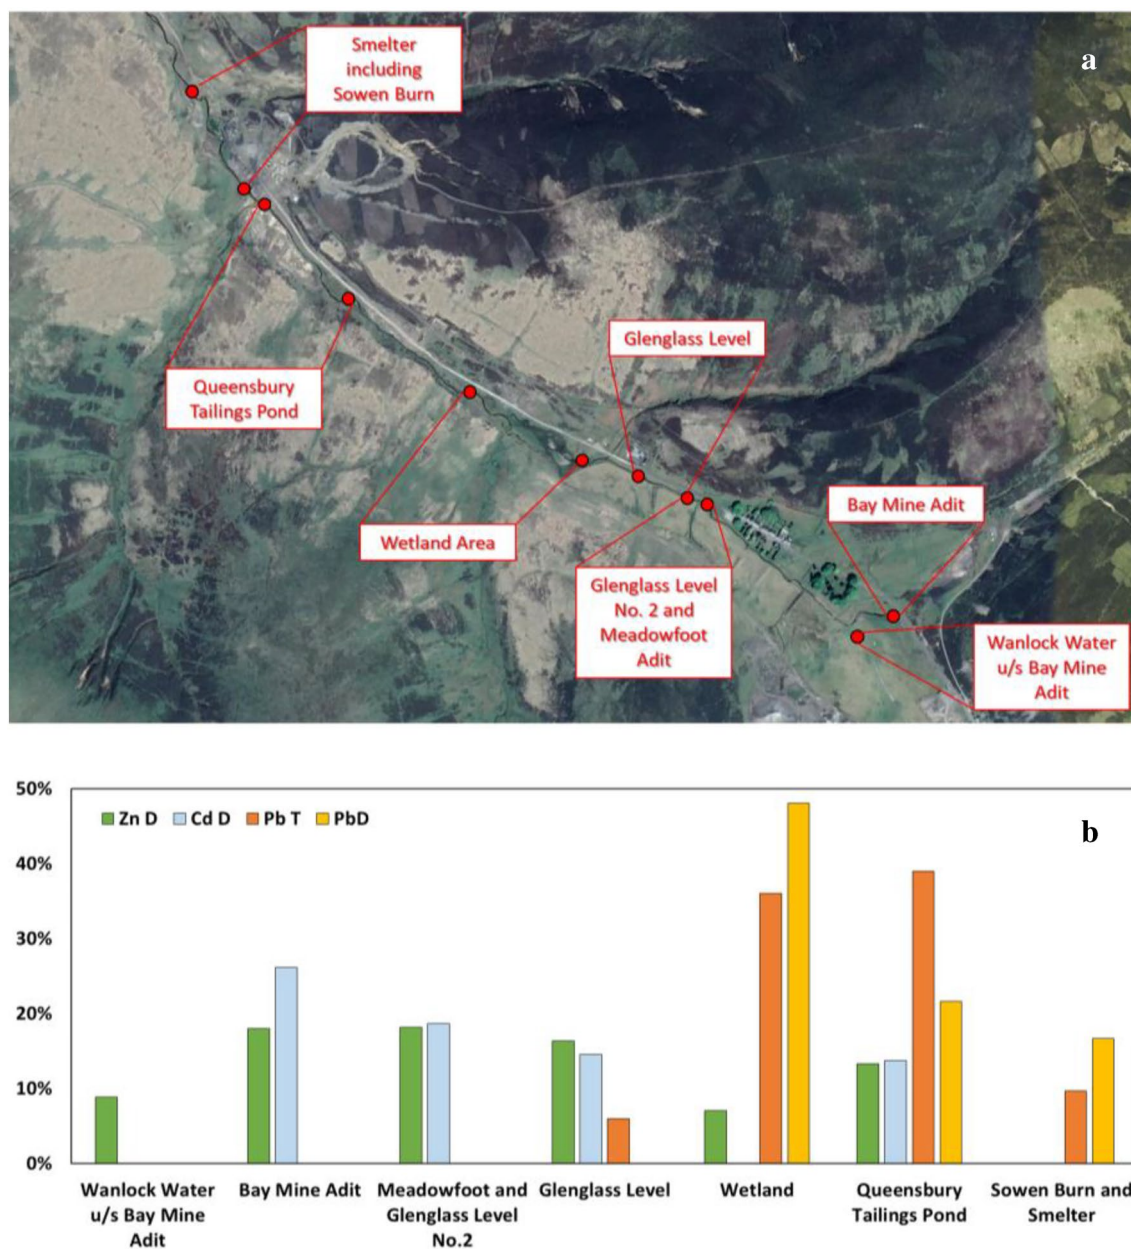 a
Smelter
including
Sowen Burn
Glenglass Level
Queensbury
Tailings Pond
Bay Mine Adit
Wetland Area
Glenglass Level
No. 2 and
Meadowfoot
Adit
Wanlock Water
u/s Bay Mine
Adit
50%
40%
30%
20%
10%
0%
Zn D Cd D Pb T PbD
b
Wanlock Water
u/s Bay Mine
Adit
Bay Mine Adit
Meadowfoot and
Glenglass Level
No.2
Glenglass Level
Wetland
Queensbury
Tailings Pond
Sowen Burn and
Smelter